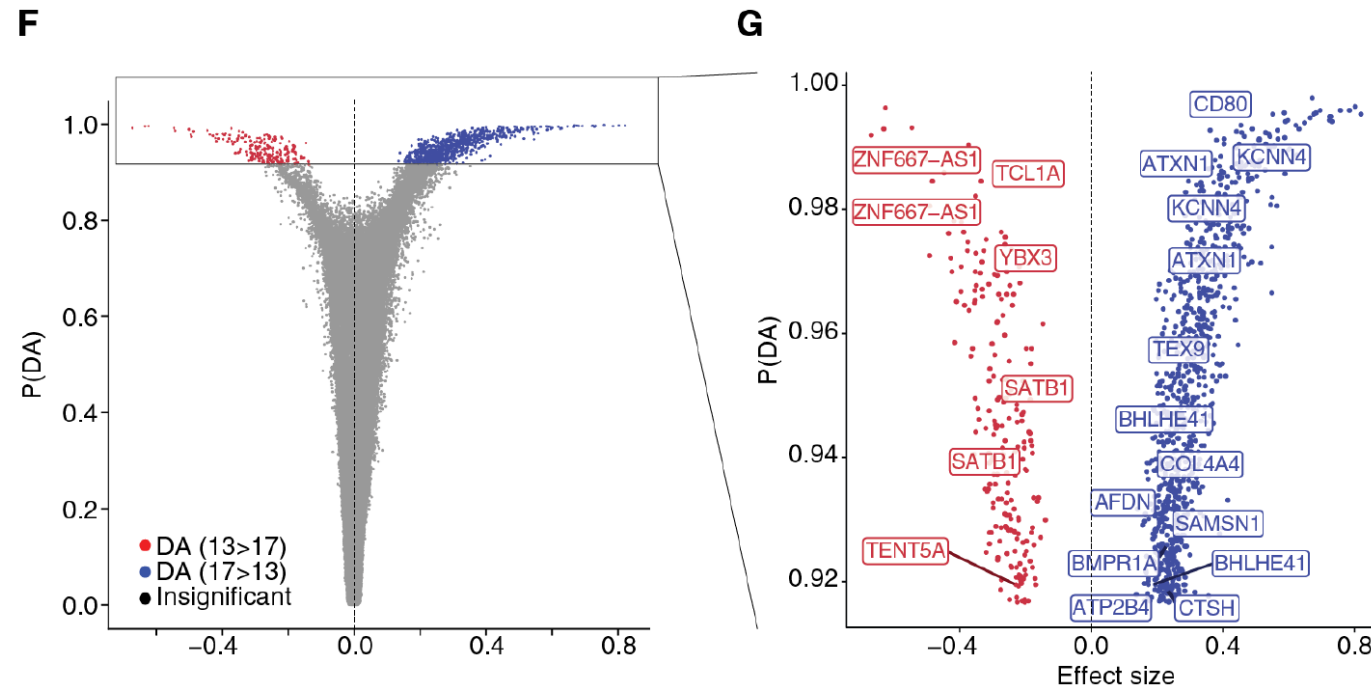 F
1.0
0.8
0.6
0.4
0.2
0.0
P(DA)
DA (13>17)
DA (17>13)
Insignificant
−0.4 0.0 0.4 0.8
G
1.00
0.98
0.96
0.94
0.92
P(DA)
CD80
ZNF667−AS1
TCL1A
ATXN1
KCNN4
ZNF667−AS1
KCNN4
YBX3
ATXN1
TEX9
SATB1
BHLHE41
SATB1
COL4A4
AFDN
SAMSN1
TENT5A
BMPR1A
BHLHE41
ATP2B4
CTSH
−0.4 0.0 0.4 0.8
Effect size